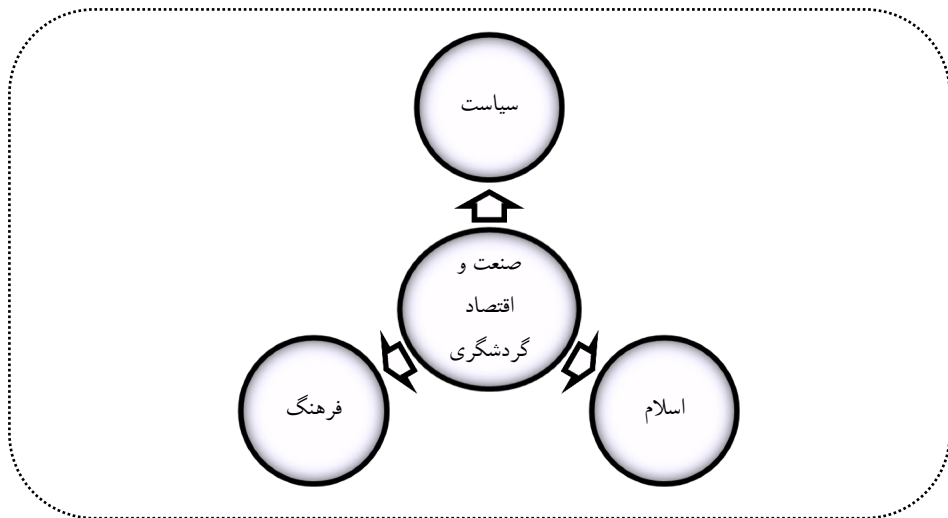 سیاست
صنعت و
اقتصاد
گردشگری
اسلام
فرهنگ